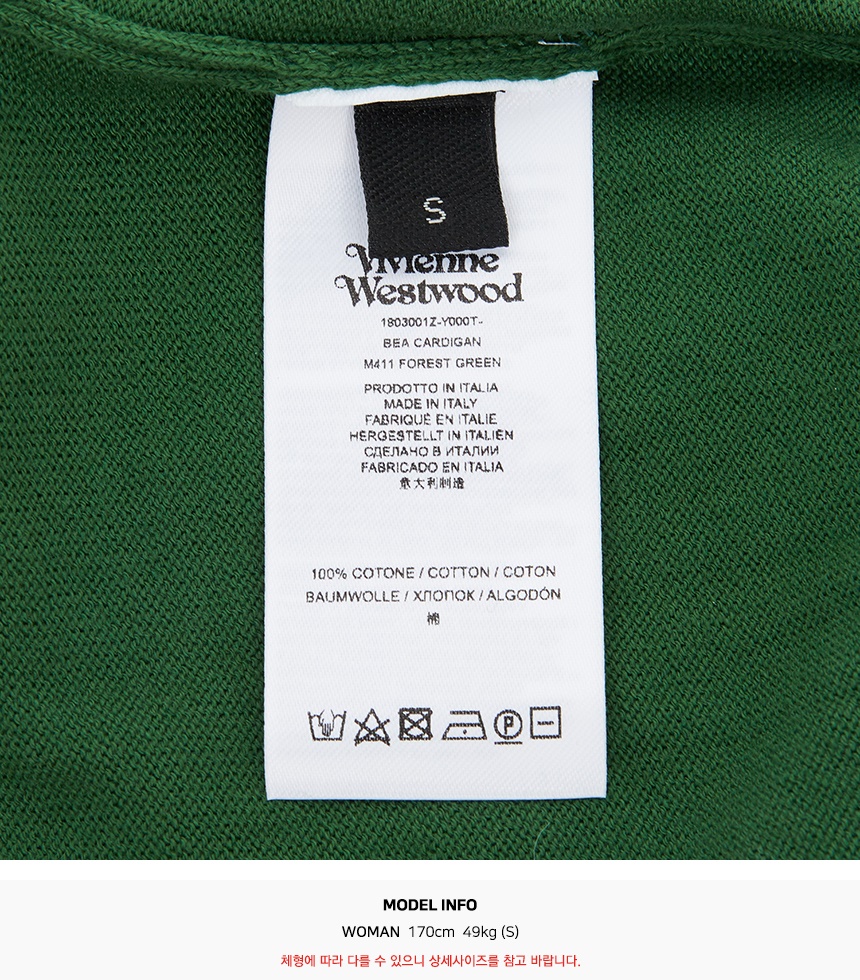 S
Vivienne
Westwood
1803001Z-Y000T-
BEA CARDIGAN
M411 FOREST GREEN
PRODOTTO IN ITALIA
MADE IN ITALY
FABRIQUÉ EN ITALIE
HERGESTELLT IN ITALIEN
СДЕЛАНО В ИТАЛИИ
FABRICADO EN ITALIA
意大利制造
100% COTONE / COTTON / COTON
BAUMWOLLE / ХЛОПОК / ALGODÓN
棉
P
MODEL INFO
WOMAN 170cm 49kg (S)
체형에 따라 다를 수 있으니 상세사이즈를 참고 바랍니다.